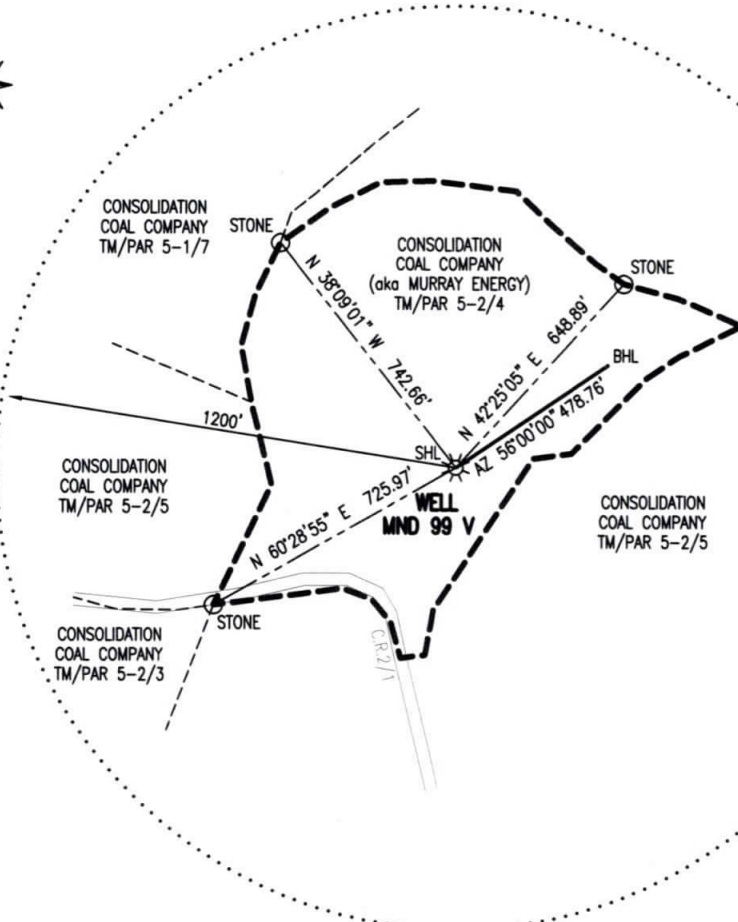 CONSOLIDATION
COAL COMPANY
TM/PAR 5-1/7
STONE
CONSOLIDATION
COAL COMPANY
(aka MURRAY ENERGY)
TM/PAR 5-2/4
STONE
N 38°09'01" W 742.66'
N 42°25'05" E 648.89'
BHL
AZ 56°00'00" 478.76'
1200'
SHL
WELL
MND 99 V
CONSOLIDATION
COAL COMPANY
TM/PAR 5-2/5
N 60°28'55" E 725.97'
CONSOLIDATION
COAL COMPANY
TM/PAR 5-2/5
STONE
CONSOLIDATION
COAL COMPANY
TM/PAR 5-2/3
C.R.2/1